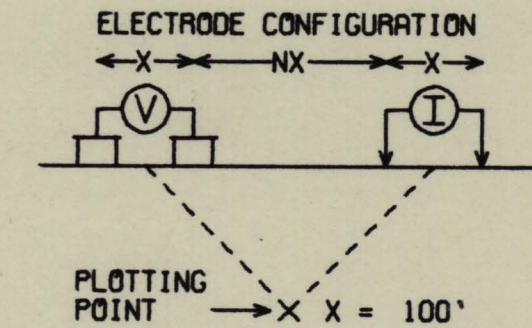 ELECTRODE CONFIGURATION
X NX X
V I
PLOTTING
POINT X X = 100'